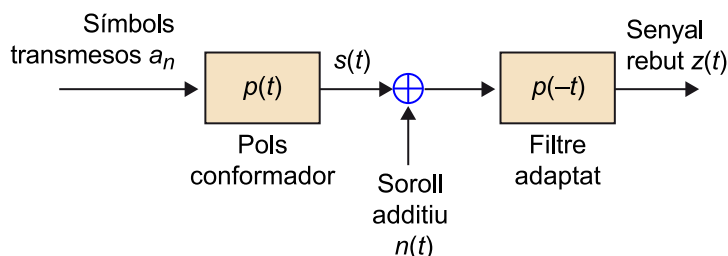 Símbols
transmesos an
p(t)
Pols
conformador
s(t)
Soroll
additiu
n(t)
p(–t)
Filtre
adaptat
Senyal
rebut z(t)